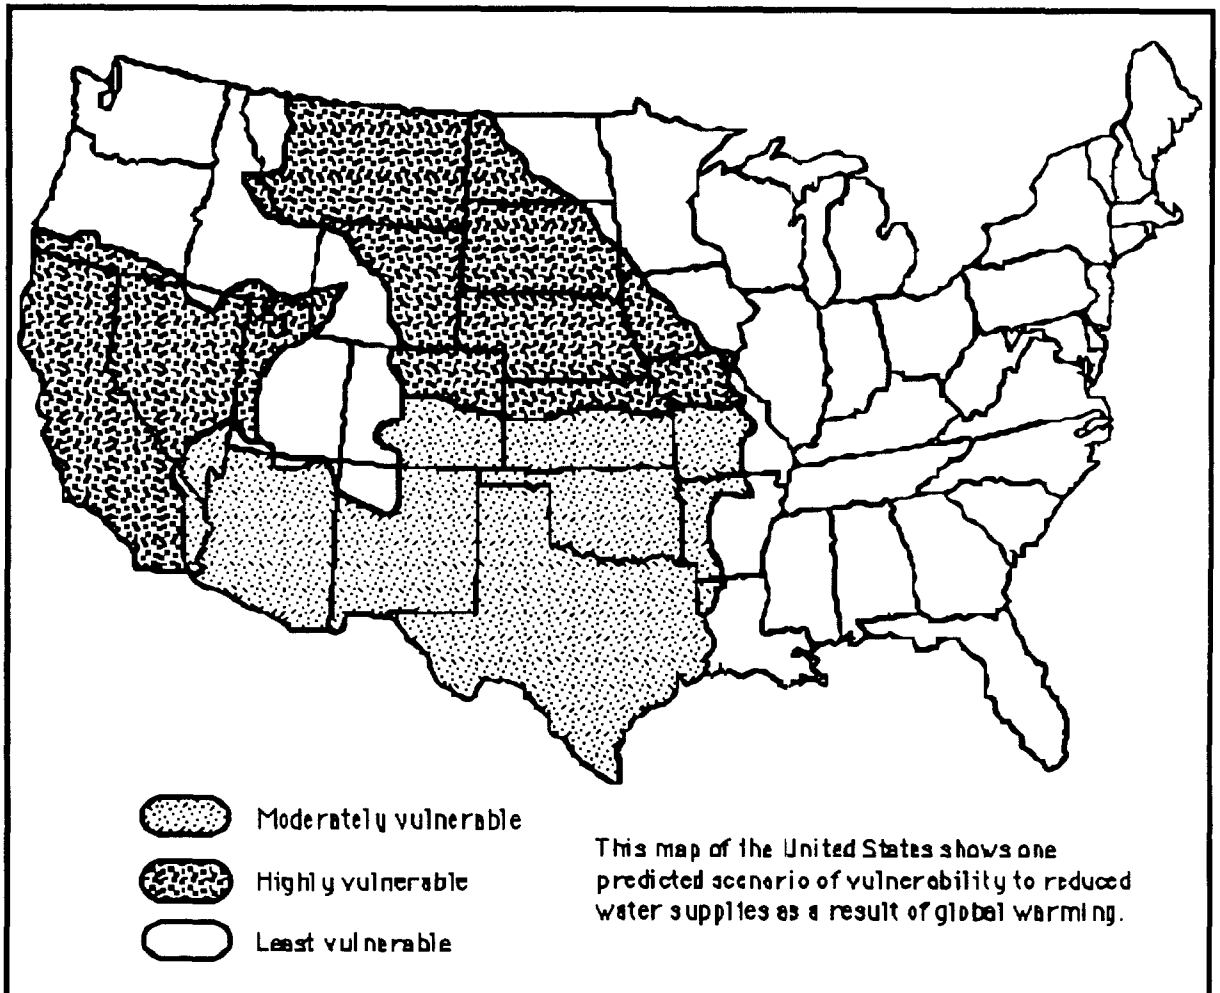 Moderately vulnerable
Highly vulnerable
Least vulnerable
This map of the United States shows one
predicted scenario of vulnerability to reduced
water supplies as a result of global warming.